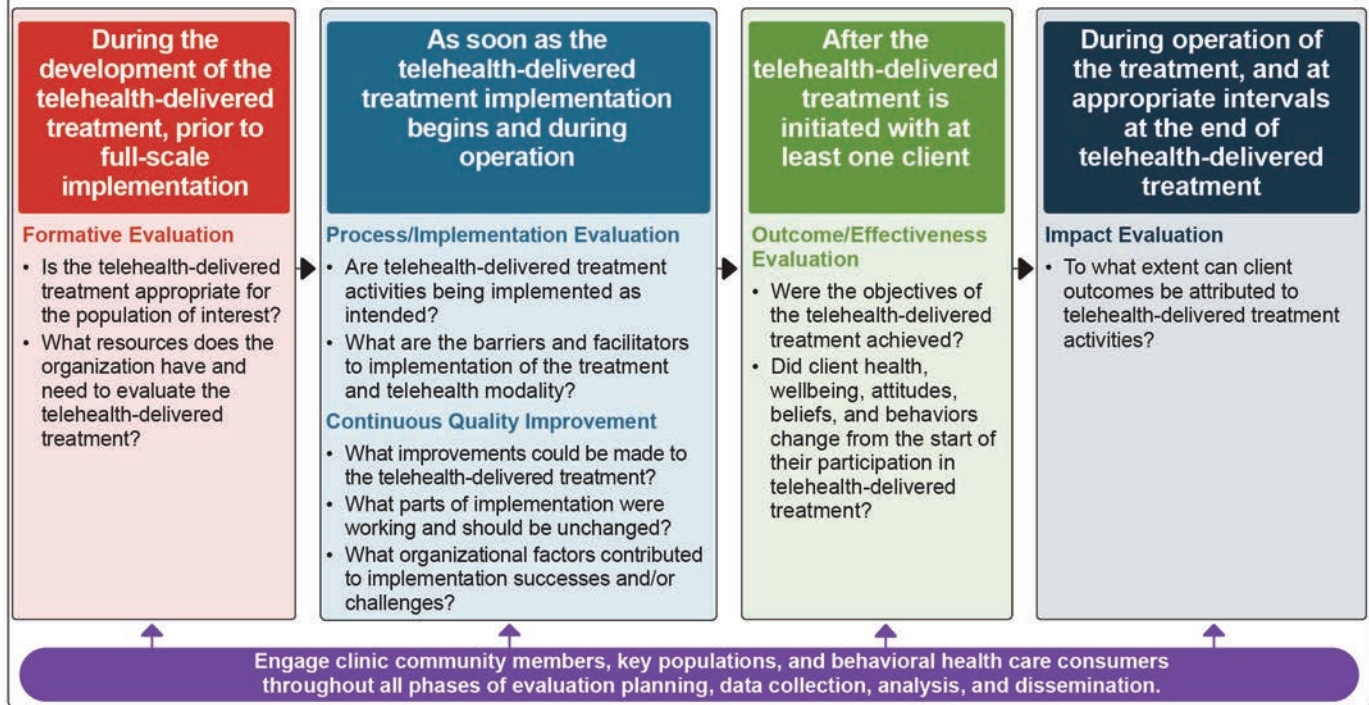 During the
development of the
telehealth-delivered
treatment, prior to
full-scale
implementation
Formative Evaluation
• Is the telehealth-delivered
treatment appropriate for
the population of interest?
• What resources does the
organization have and
need to evaluate the
telehealth-delivered
treatment?
As soon as the
telehealth-delivered
treatment implementation
begins and during
operation
Process/Implementation Evaluation
• Are telehealth-delivered treatment
activities being implemented as
intended?
• What are the barriers and facilitators
to implementation of the treatment
and telehealth modality?
Continuous Quality Improvement
• What improvements could be made to
the telehealth-delivered treatment?
• What parts of implementation were
working and should be unchanged?
• What organizational factors contributed
to implementation successes and/or
challenges?
After the
telehealth-delivered
treatment is
initiated with at
least one client
Outcome/Effectiveness
Evaluation
• Were the objectives of
the telehealth-delivered
treatment achieved?
• Did client health,
wellbeing, attitudes,
beliefs, and behaviors
change from the start of
their participation in
telehealth-delivered
treatment?
During operation of
the treatment, and at
appropriate intervals
at the end of
telehealth-delivered
treatment
Impact Evaluation
• To what extent can client
outcomes be attributed to
telehealth-delivered treatment
activities?
Engage clinic community members, key populations, and behavioral health care consumers
throughout all phases of evaluation planning, data collection, analysis, and dissemination.